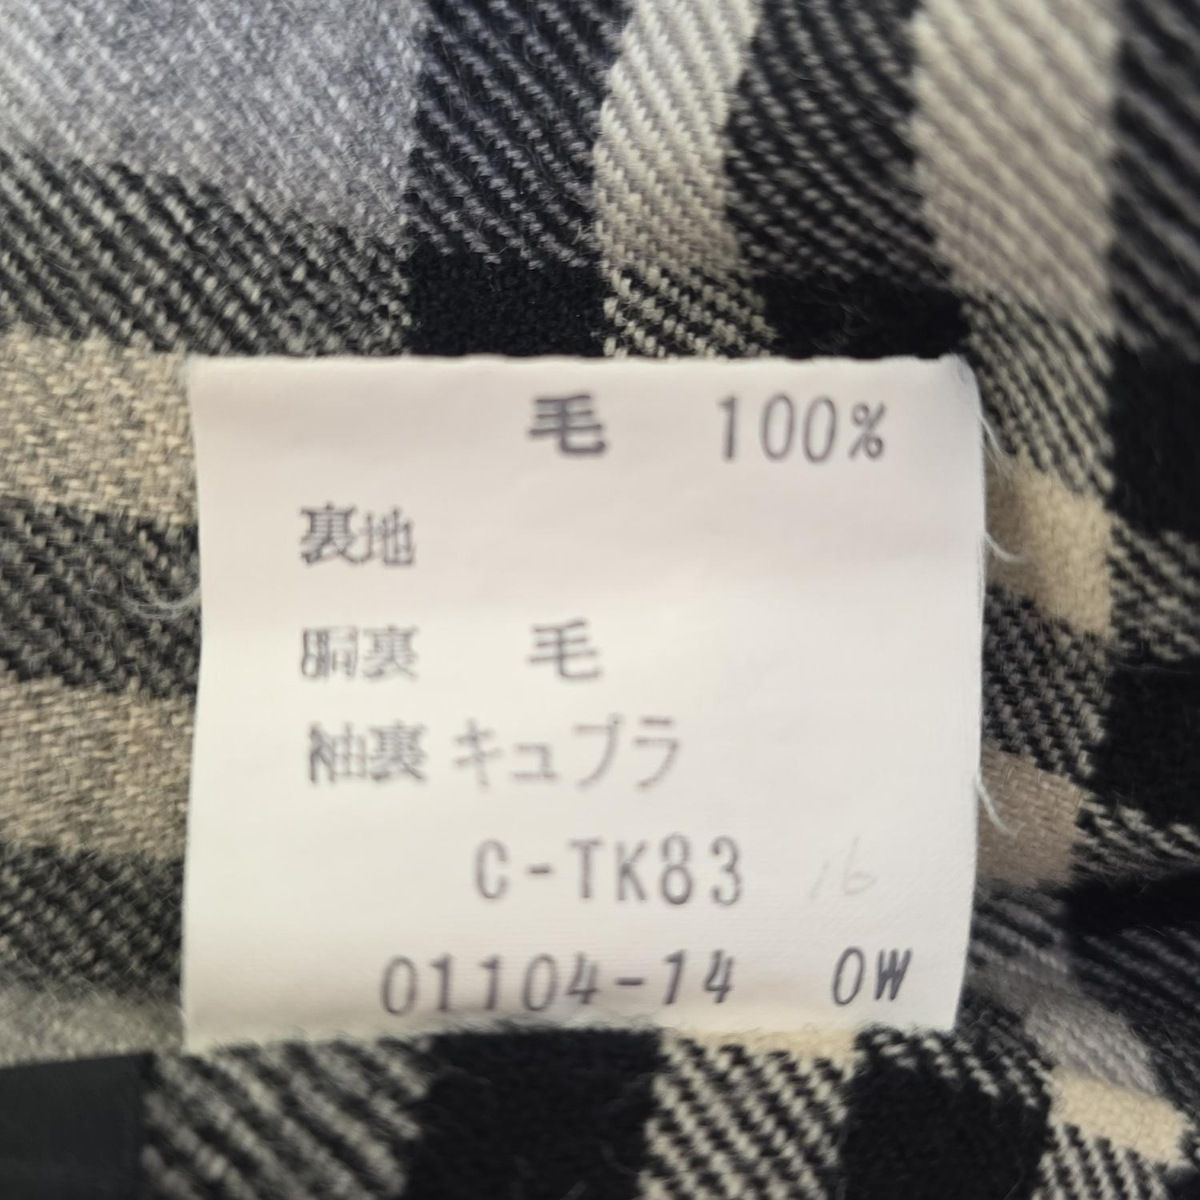 毛 100%
裏地
胴裏 毛
袖裏 キュプラ
C-TK83 16
01104-14 0W